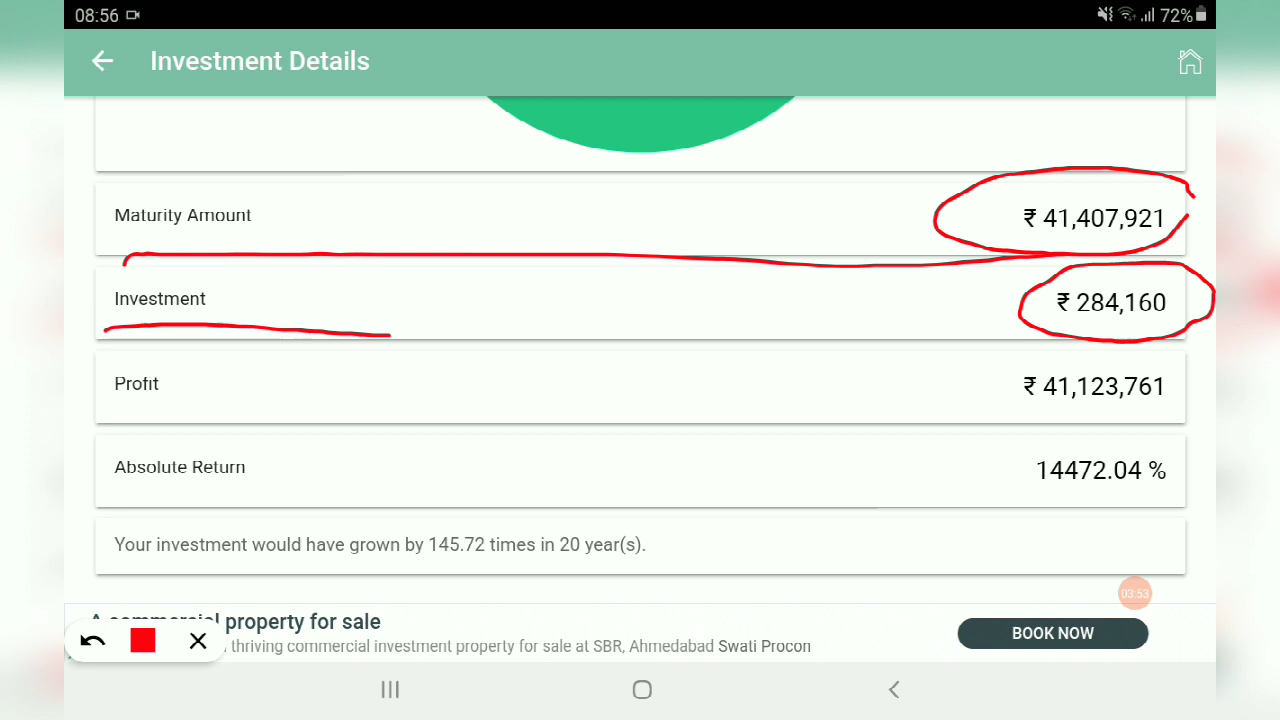 08:56
72%
Investment Details
Maturity Amount
₹ 41,407,921
Investment
₹ 284,160
Profit
₹ 41,123,761
Absolute Return
14472.04 %
Your investment would have grown by 145.72 times in 20 year(s).
03:53
A commercial property for sale
thriving commercial investment property for sale at SBR, Ahmedabad Swati Procon
BOOK NOW